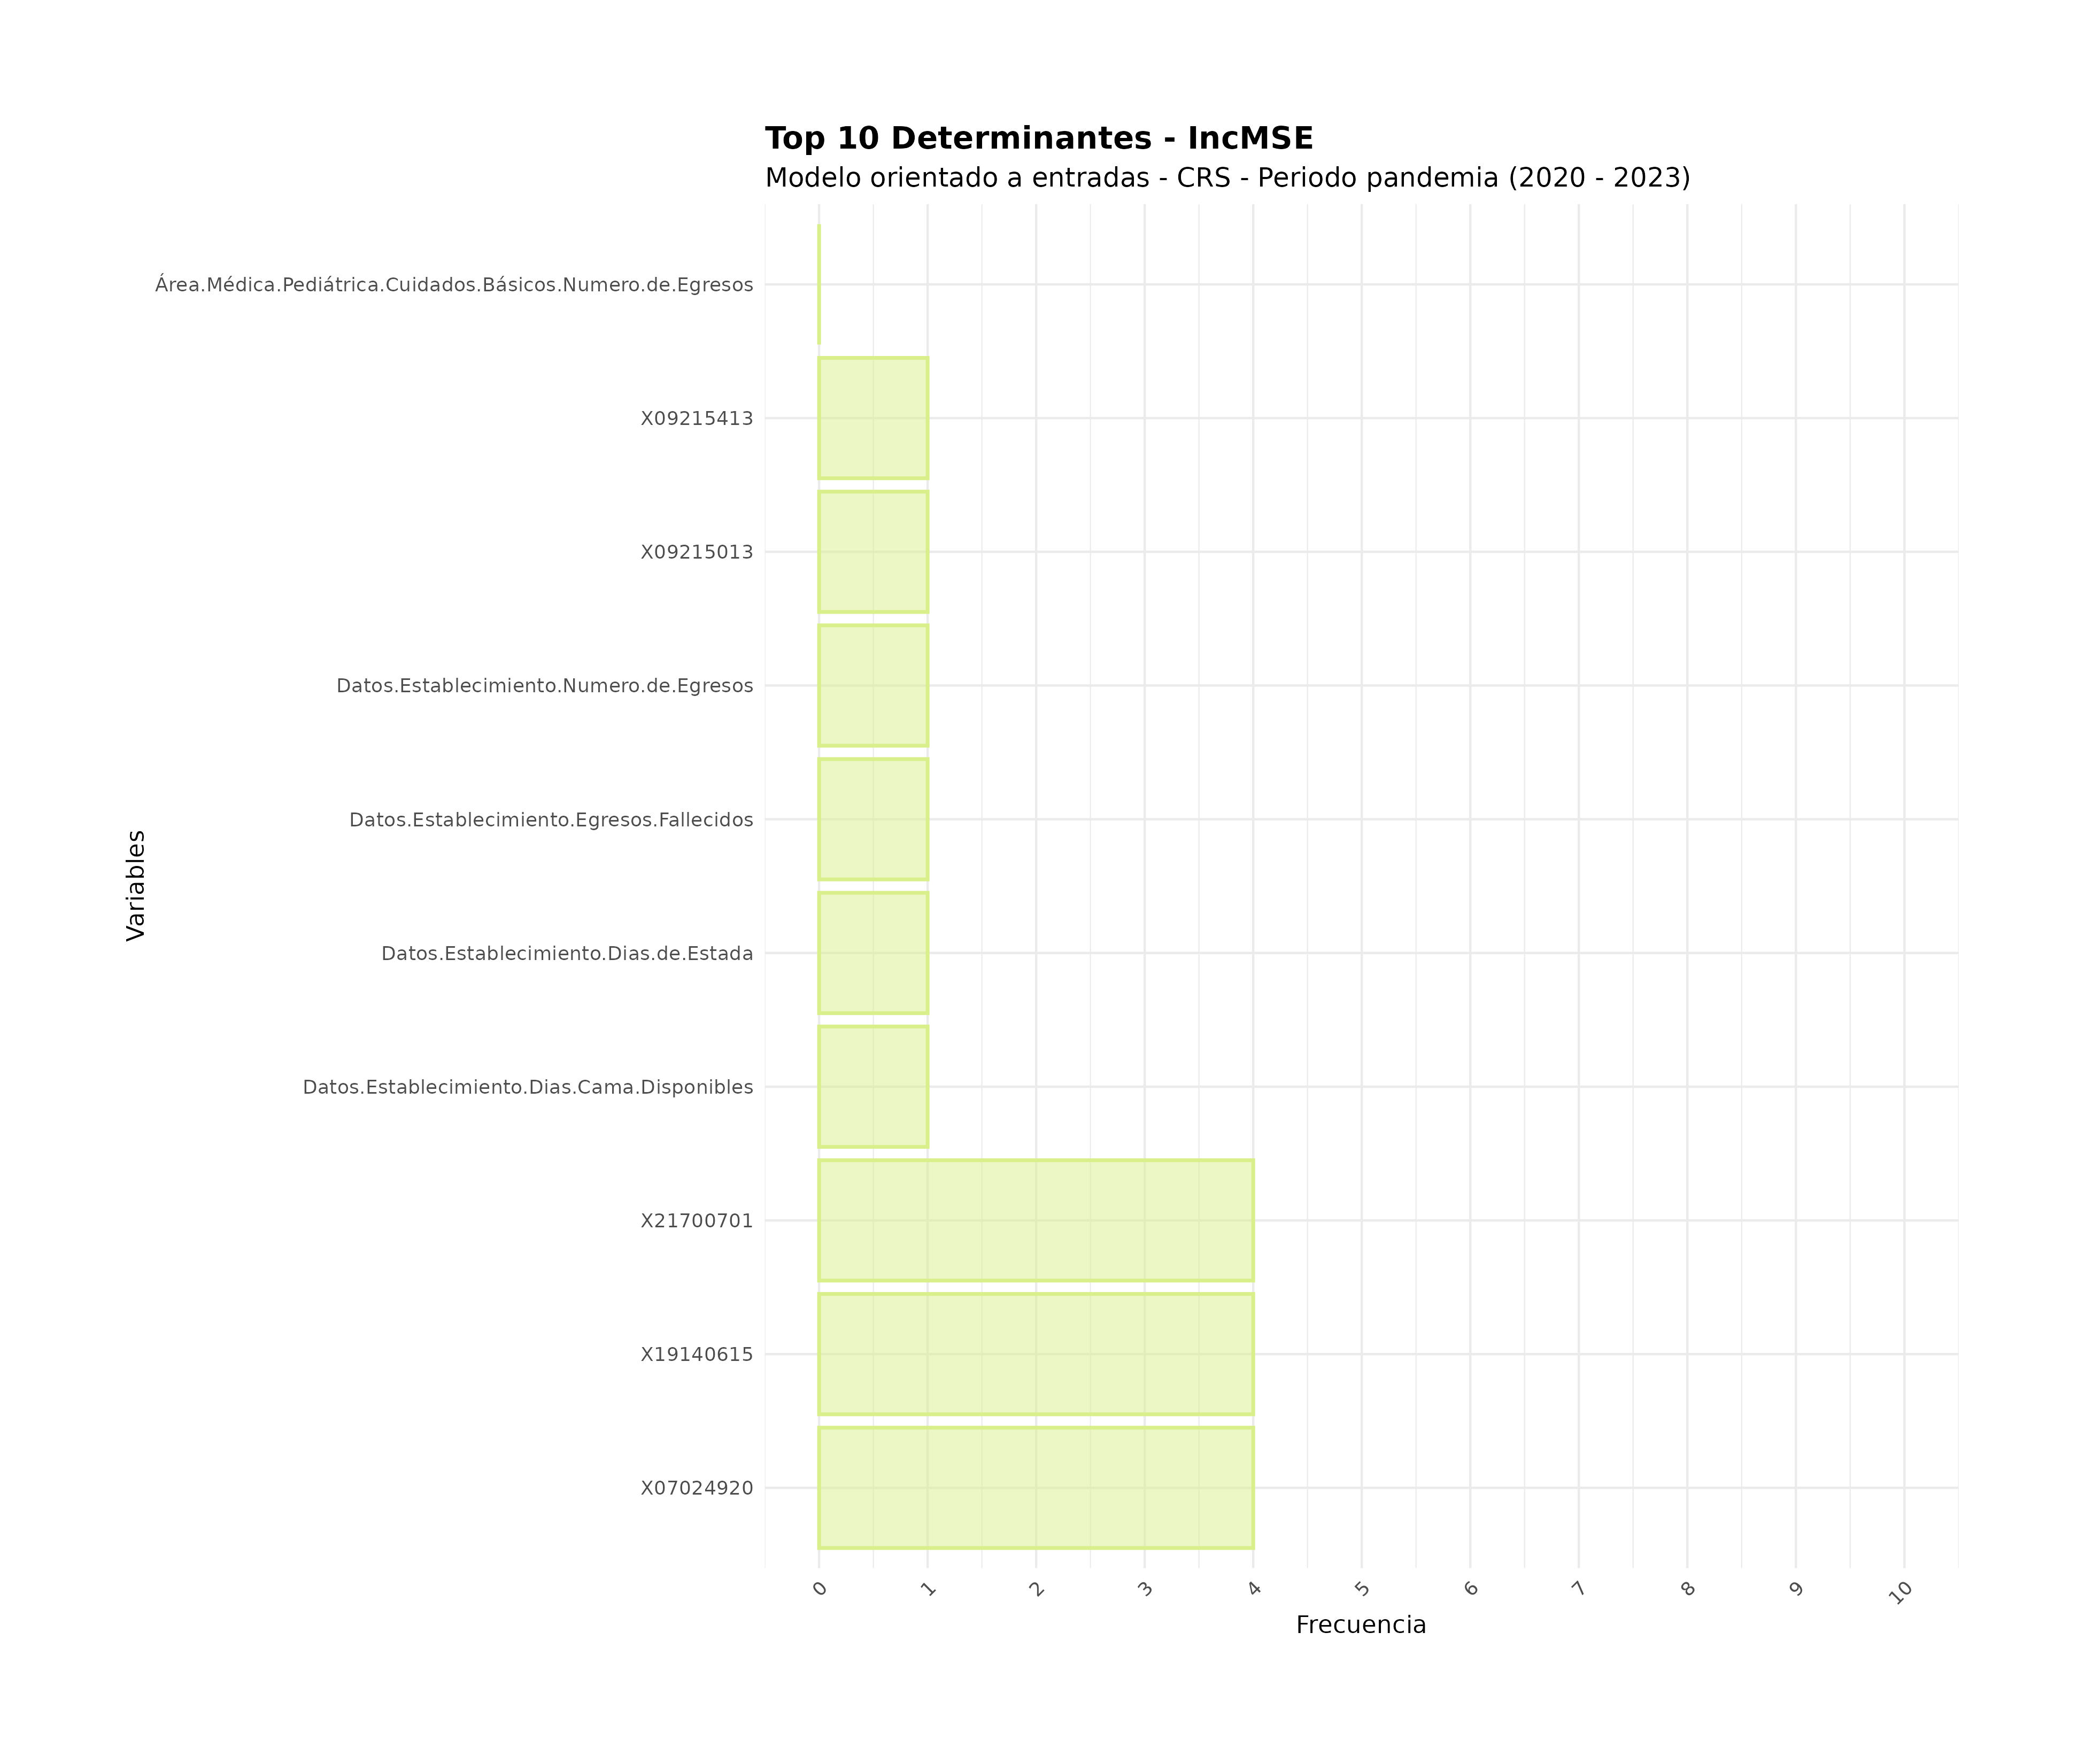 Top 10 Determinantes - IncMSE
Modelo orientado a entradas - CRS - Periodo pandemia (2020 - 2023)
Variables
Área.Médica.Pediátrica.Cuidados.Básicos.Numero.de.Egresos
X09215413
X09215013
Datos.Establecimiento.Numero.de.Egresos
Datos.Establecimiento.Egresos.Fallecidos
Datos.Establecimiento.Dias.de.Estada
Datos.Establecimiento.Dias.Cama.Disponibles
X21700701
X19140615
X07024920
0 1 2 3 4 5 6 7 8 9 10
Frecuencia